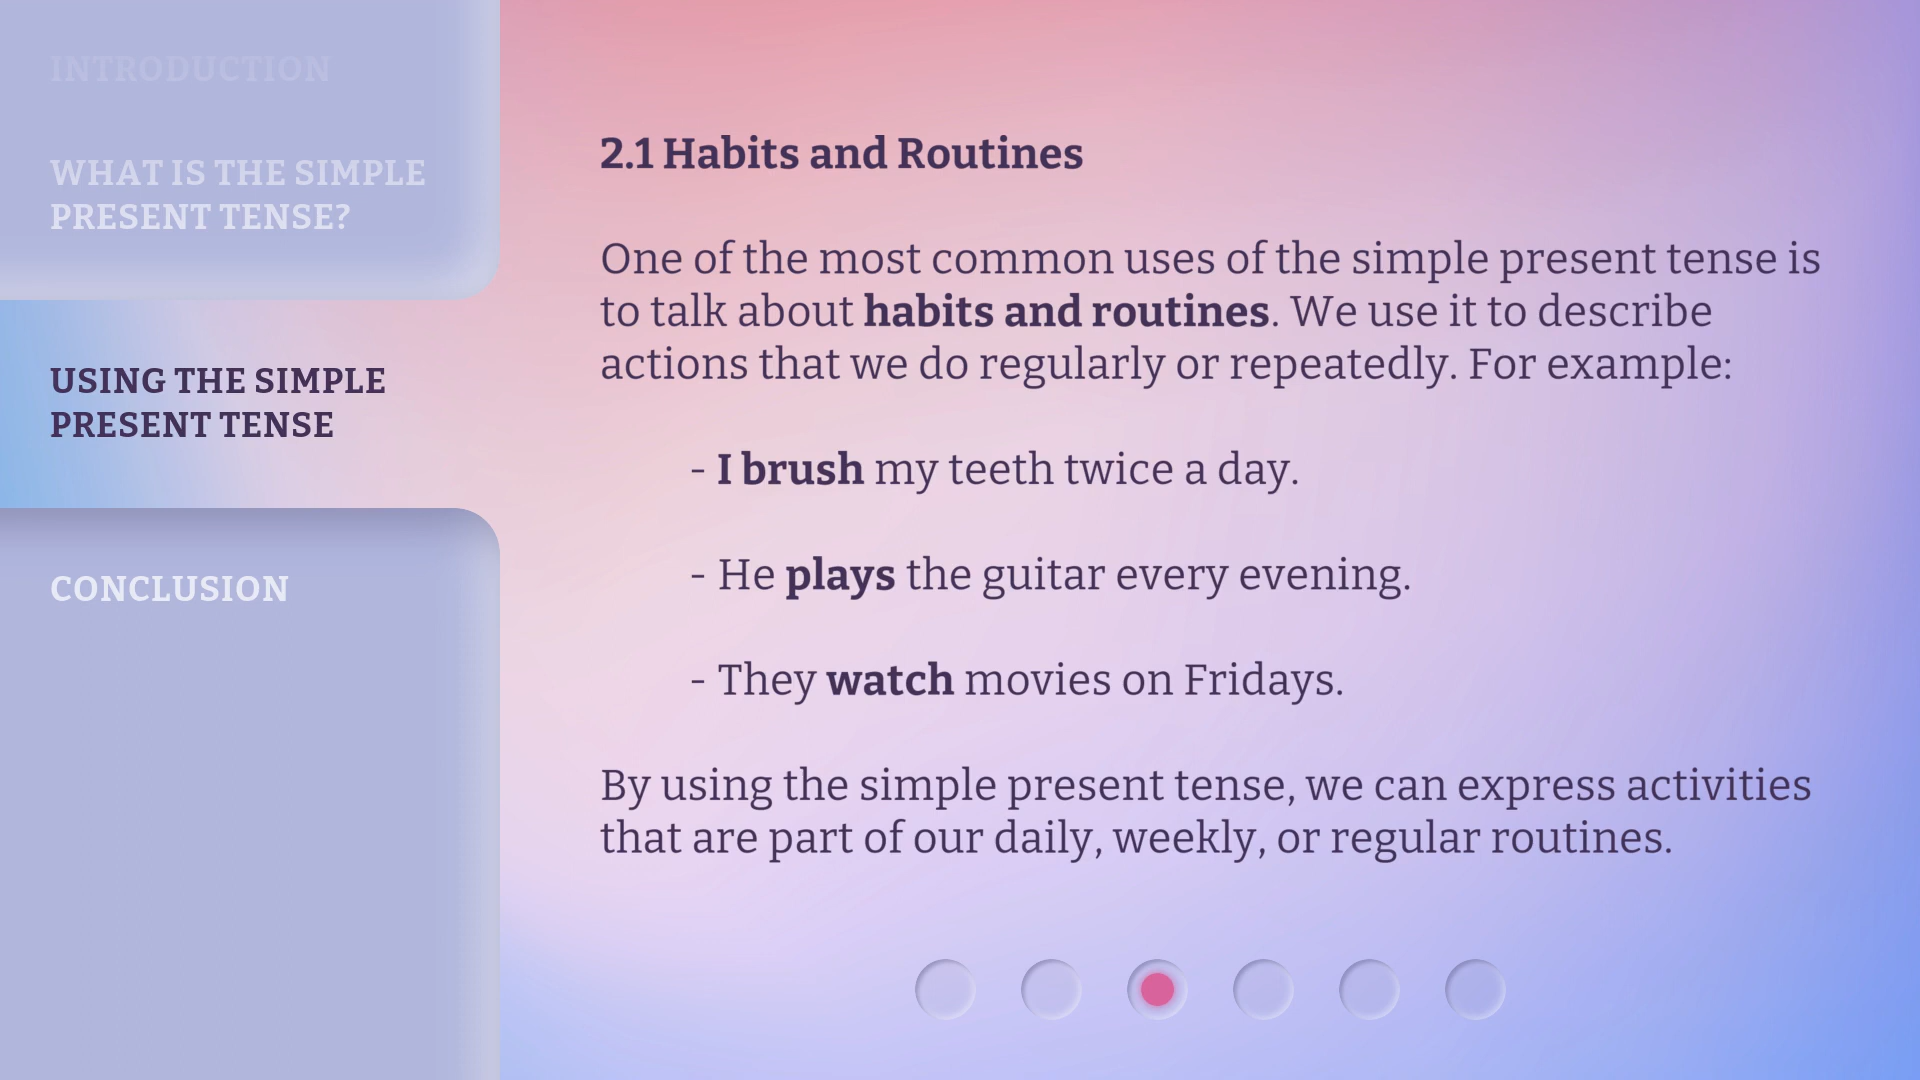 INTRODUCTION
WHAT IS THE SIMPLE
PRESENT TENSE?
USING THE SIMPLE
PRESENT TENSE
CONCLUSION
2.1 Habits and Routines
One of the most common uses of the simple present tense is
to talk about habits and routines. We use it to describe
actions that we do regularly or repeatedly. For example:
- I brush my teeth twice a day.
- He plays the guitar every evening.
- They watch movies on Fridays.
By using the simple present tense, we can express activities
that are part of our daily, weekly, or regular routines.